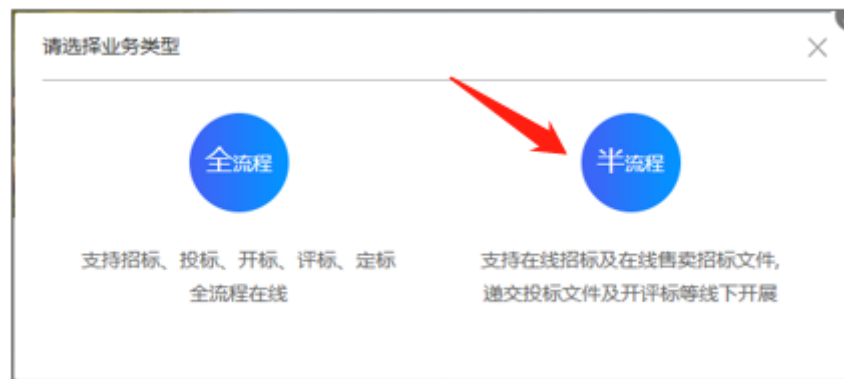 请选择业务类型
全流程
半流程
支持招标、投标、开标、评标、定标
全流程在线
支持在线招标及在线售卖招标文件,
递交投标文件及开评标等线下开展